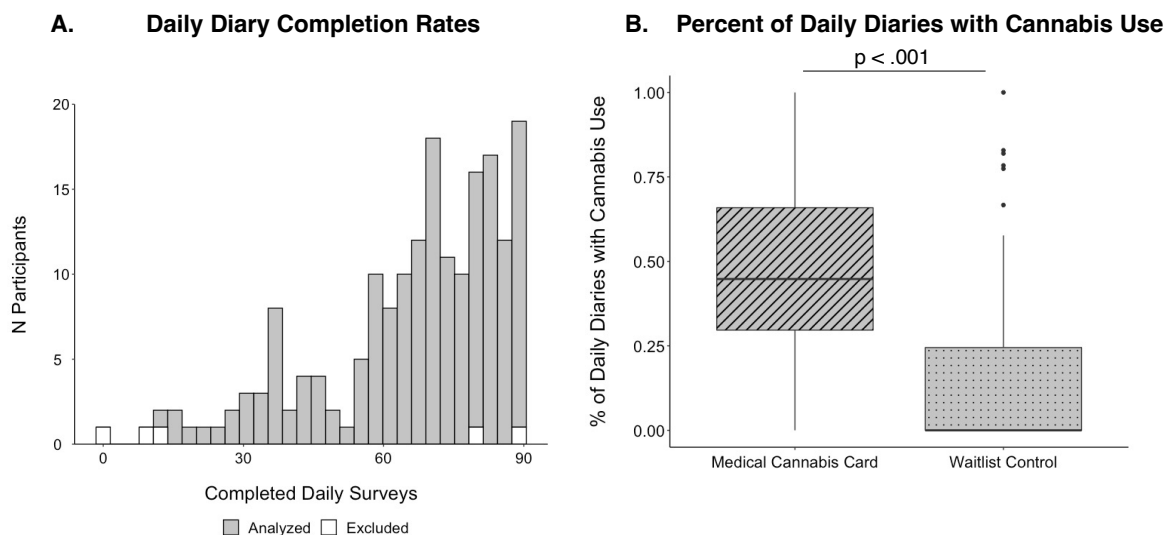 A. Daily Diary Completion Rates
N Participants
20
15
10
5
0
0 30 60 90
Completed Daily Surveys
Analyzed Excluded
B. Percent of Daily Diaries with Cannabis Use
p < .001
% of Daily Diaries with Cannabis Use
1.00
0.75
0.50
0.25
0.00
Medical Cannabis Card Waitlist Control